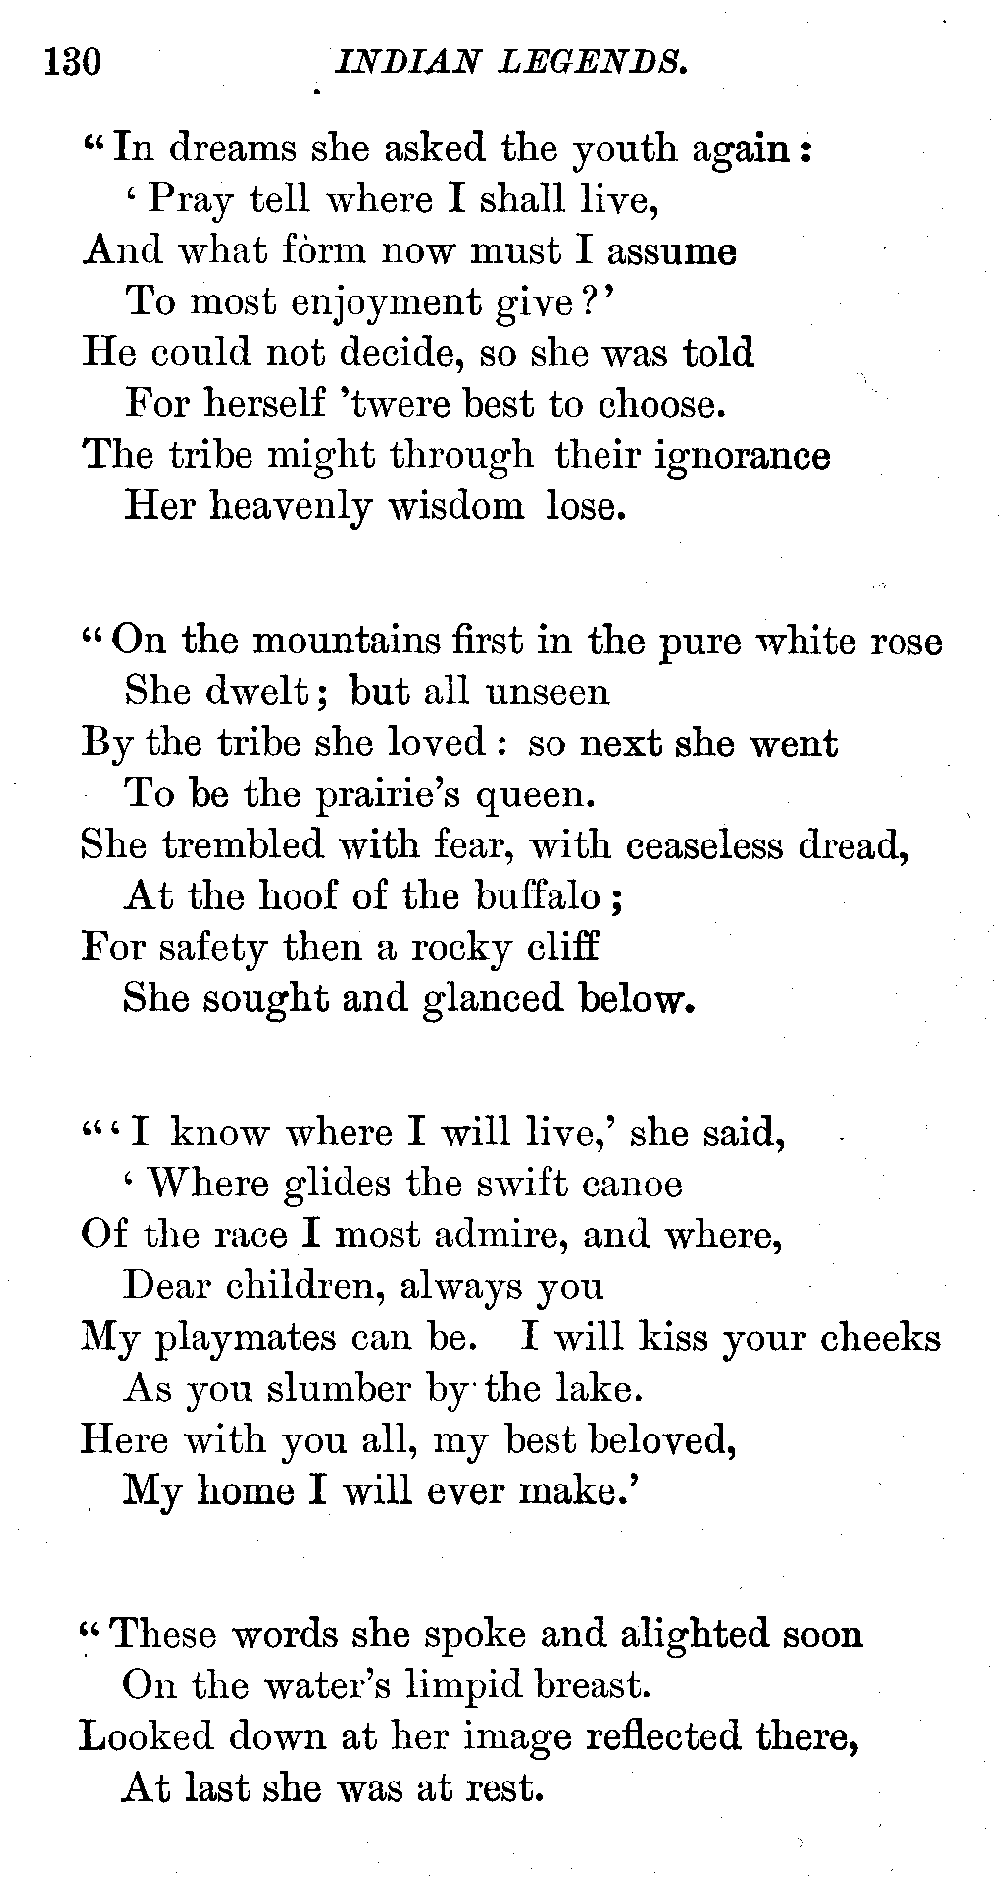 130 INDIAN LEGENDS.
“ In dreams she asked the youth again :
‘ Pray tell where I shall live,
And what form now must I assume
To most enjoyment give ?’
He could not decide, so she was told
For herself ’twere best to choose.
The tribe might through their ignorance
Her heavenly wisdom lose.
“ On the mountains first in the pure white rose
She dwelt ; but all unseen
By the tribe she loved : so next she went
To be the prairie’s queen.
She trembled with fear, with ceaseless dread,
At the hoof of the buffalo ;
For safety then a rocky cliff
She sought and glanced below.
“ ‘ I know where I will live,’ she said,
‘ Where glides the swift canoe
Of the race I most admire, and where,
Dear children, always you
My playmates can be. I will kiss your cheeks
As you slumber by the lake.
Here with you all, my best beloved,
My home I will ever make.’
“ These words she spoke and alighted soon
On the water’s limpid breast.
Looked down at her image reflected there,
At last she was at rest.